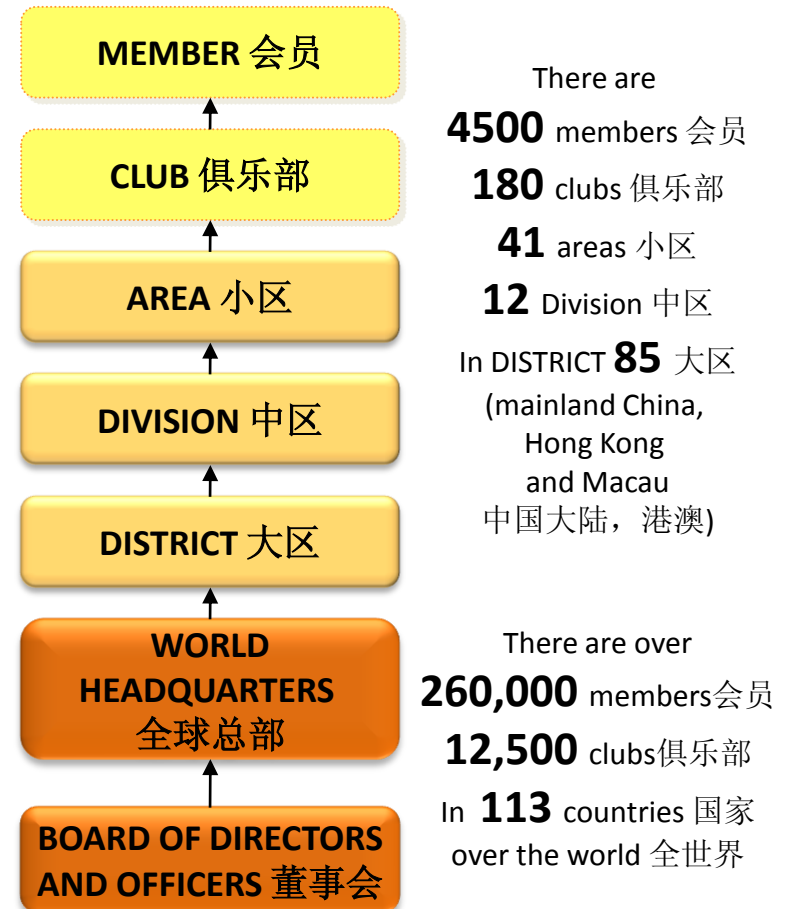 MEMBER 会员
CLUB 俱乐部
AREA 小区
DIVISION 中区
DISTRICT 大区
WORLD
HEADQUARTERS
全球总部
BOARD OF DIRECTORS
AND OFFICERS 董事会
There are
4500 members 会员
180 clubs 俱乐部
41 areas 小区
12 Division 中区
In DISTRICT 85 大区
(mainland China,
Hong Kong
and Macau
中国大陆，港澳)
There are over
260,000 members会员
12,500 clubs俱乐部
In 113 countries 国家
over the world 全世界